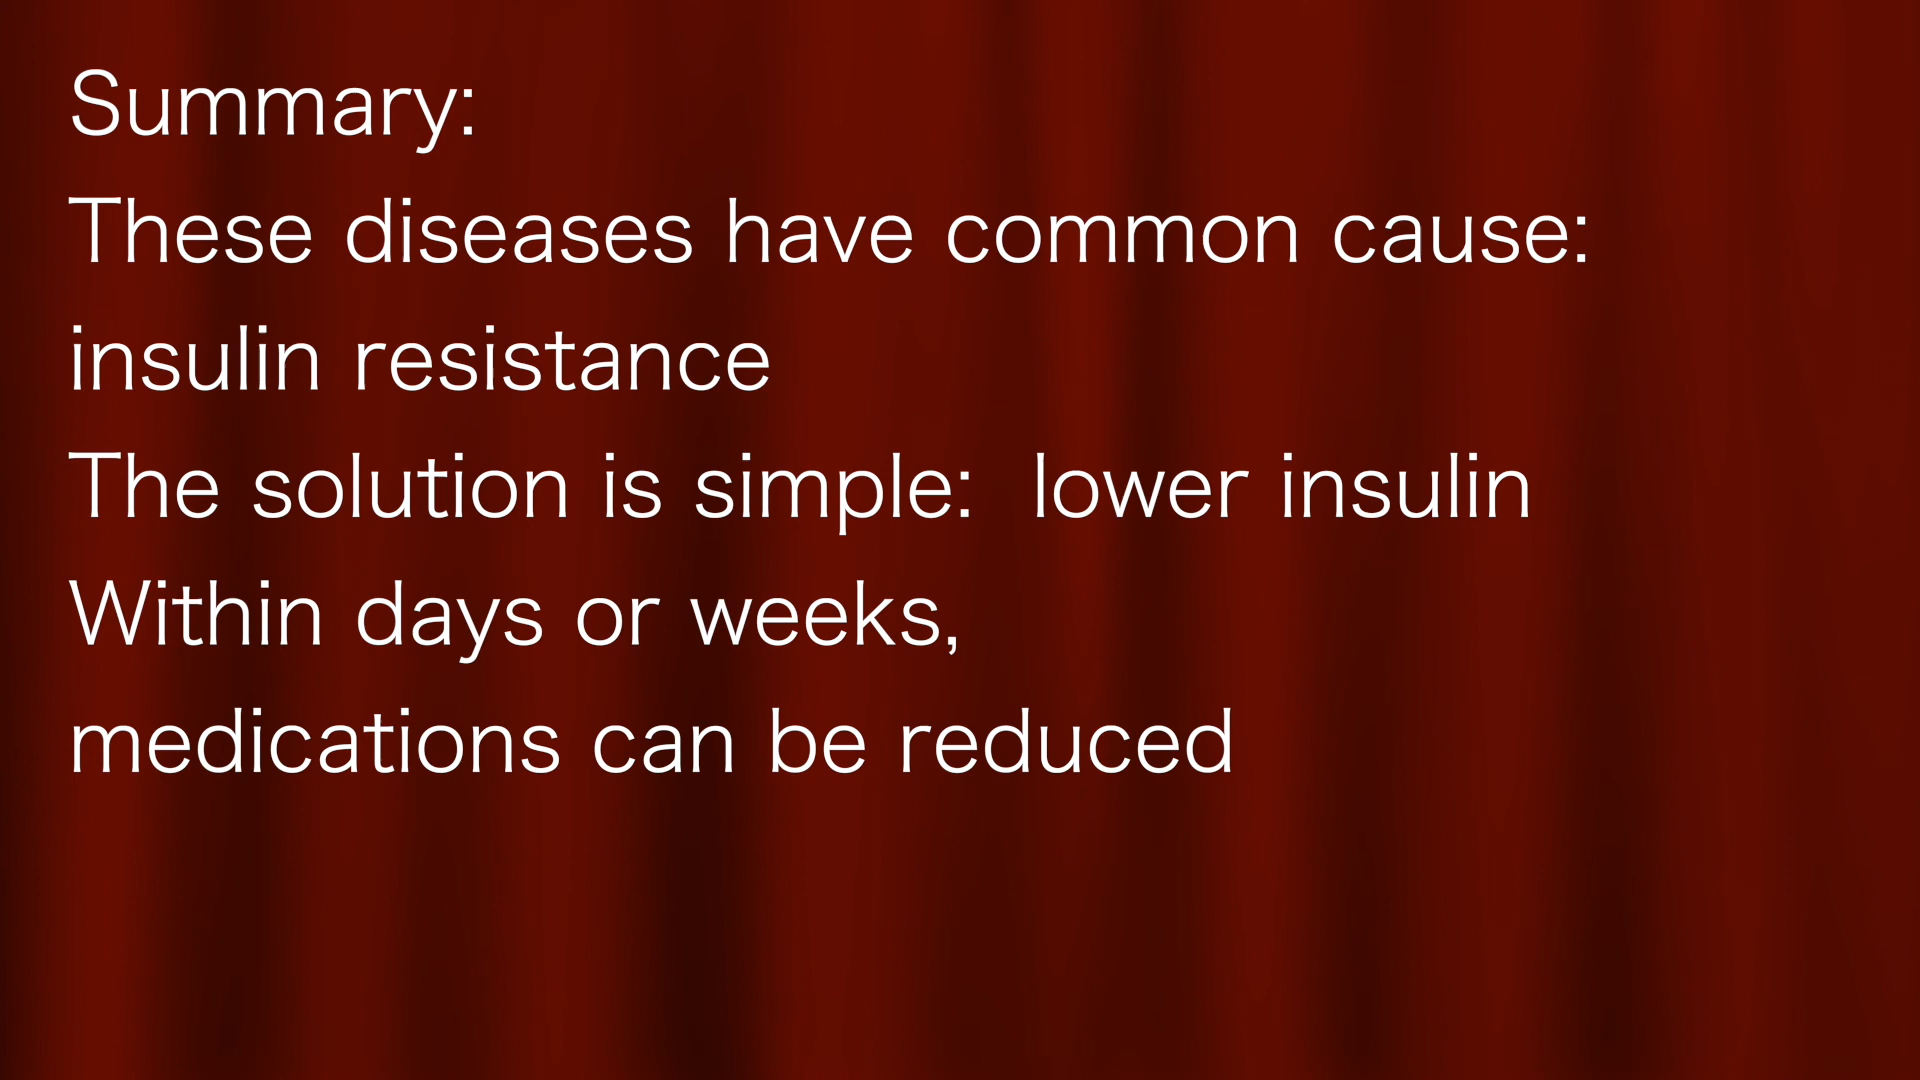 Summary:
These diseases have common cause:
insulin resistance
The solution is simple:  lower insulin
Within days or weeks,
medications can be reduced